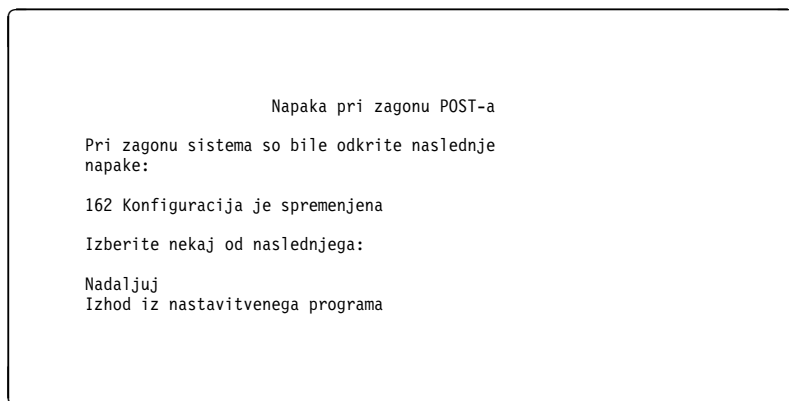 Napaka pri zagonu POST-a
Pri zagonu sistema so bile odkrite naslednje
napake:
162 Konfiguracija je spremenjena
Izberite nekaj od naslednjega:
Nadaljuj
Izhod iz nastavitvenega programa